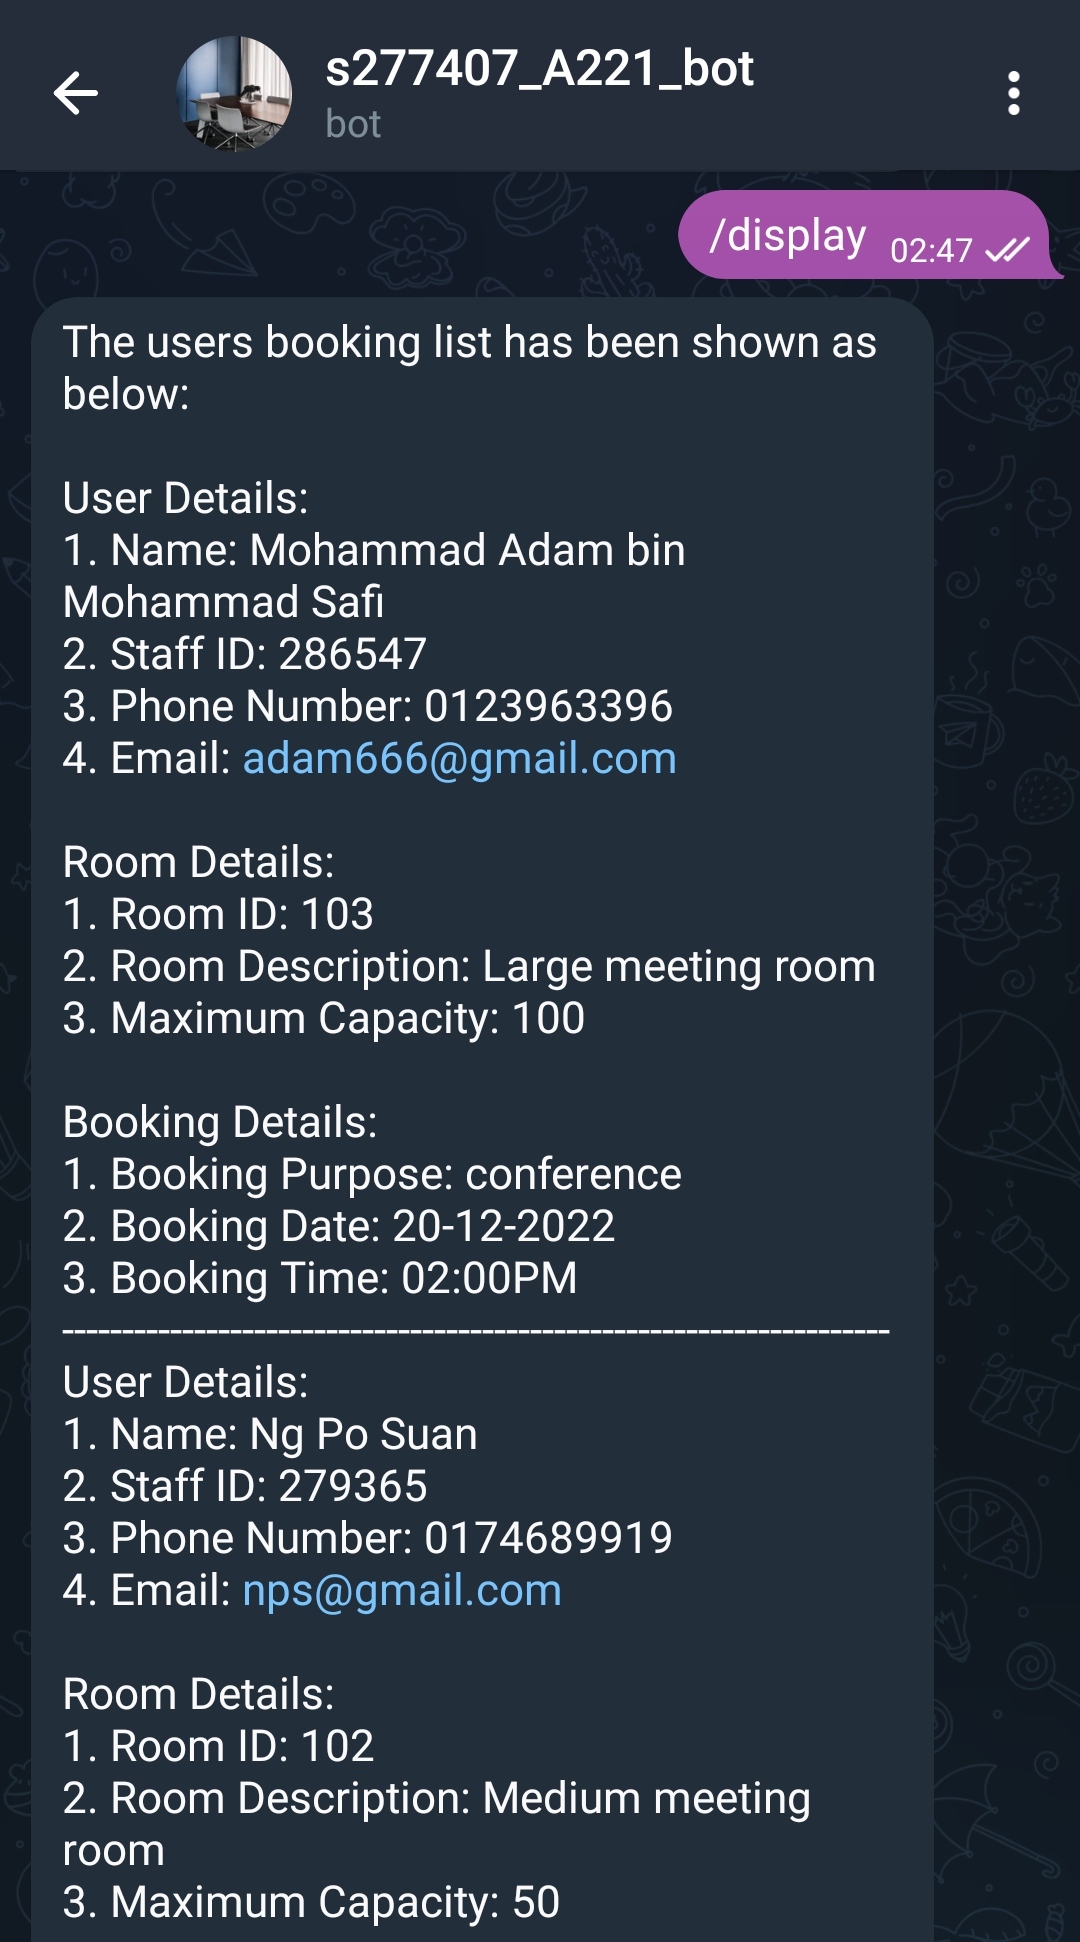 s277407_A221_bot
bot
/display 02:47
The users booking list has been shown as
below:
User Details:
1. Name: Mohammad Adam bin
Mohammad Safi
2. Staff ID: 286547
3. Phone Number: 0123963396
4. Email: adam666@gmail.com
Room Details:
1. Room ID: 103
2. Room Description: Large meeting room
3. Maximum Capacity: 100
Booking Details:
1. Booking Purpose: conference
2. Booking Date: 20-12-2022
3. Booking Time: 02:00PM
----------------------------------------------------------------------
User Details:
1. Name: Ng Po Suan
2. Staff ID: 279365
3. Phone Number: 0174689919
4. Email: nps@gmail.com
Room Details:
1. Room ID: 102
2. Room Description: Medium meeting
room
3. Maximum Capacity: 50